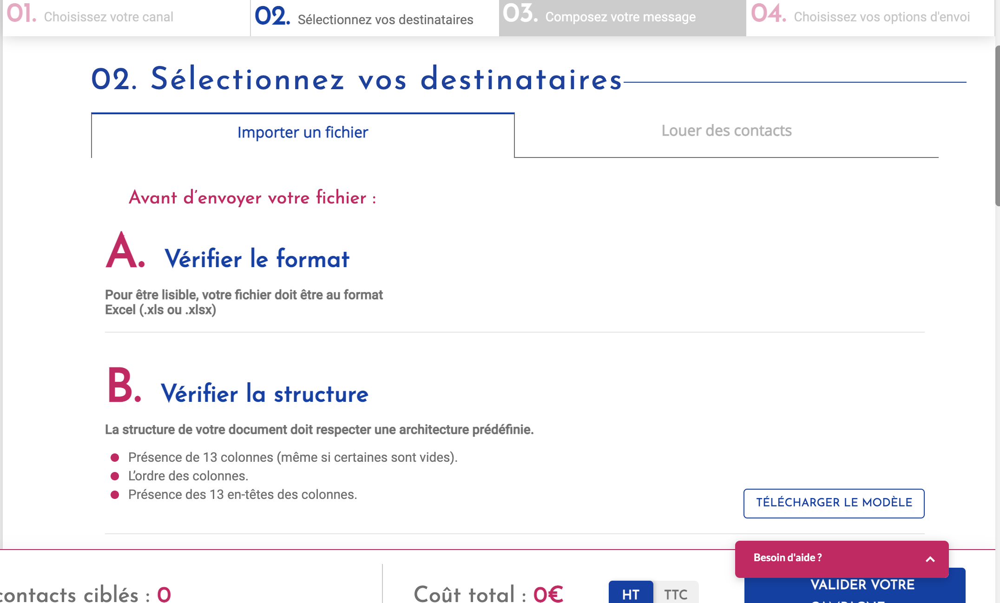 01. Choisissez votre canal
02. Sélectionnez vos destinataires
03. Composez votre message
04. Choisissez vos options d'envoi
02. Sélectionnez vos destinataires
Importer un fichier
Louer des contacts
Avant d’envoyer votre fichier :
A. Vérifier le format
Pour être lisible, votre fichier doit être au format
Excel (.xls ou .xlsx)
B. Vérifier la structure
La structure de votre document doit respecter une architecture prédéfinie.
Présence de 13 colonnes (même si certaines sont vides).
L’ordre des colonnes.
Présence des 13 en-têtes des colonnes.
TÉLÉCHARGER LE MODÈLE
Besoin d'aide ?
contacts ciblés : 0
Coût total : 0€
HT
TTC
VALIDER VOTRE
CAMPAGNE